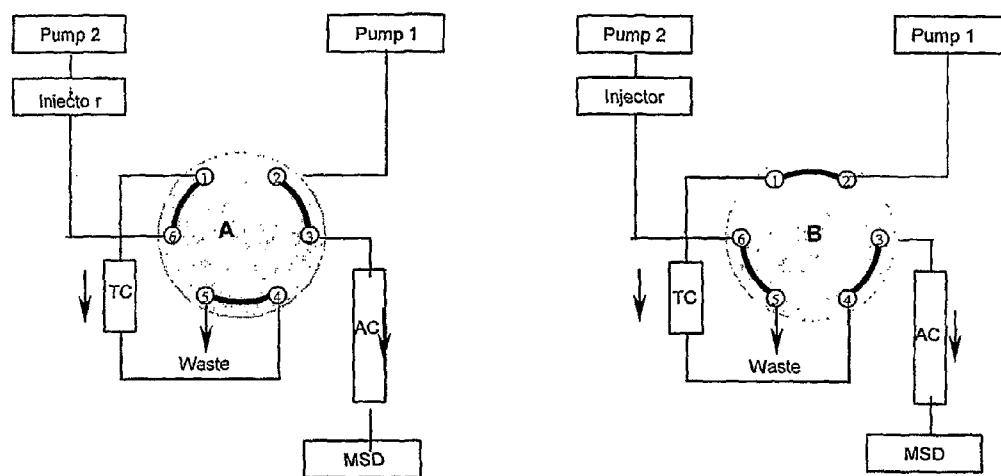 Pump 2
Pump 1
Injecto r
1
2
A
6
3
TC
5
4
AC
Waste
MSD
Pump 2
Pump 1
Injector
1
2
6
B
3
TC
5
4
AC
Waste
MSD